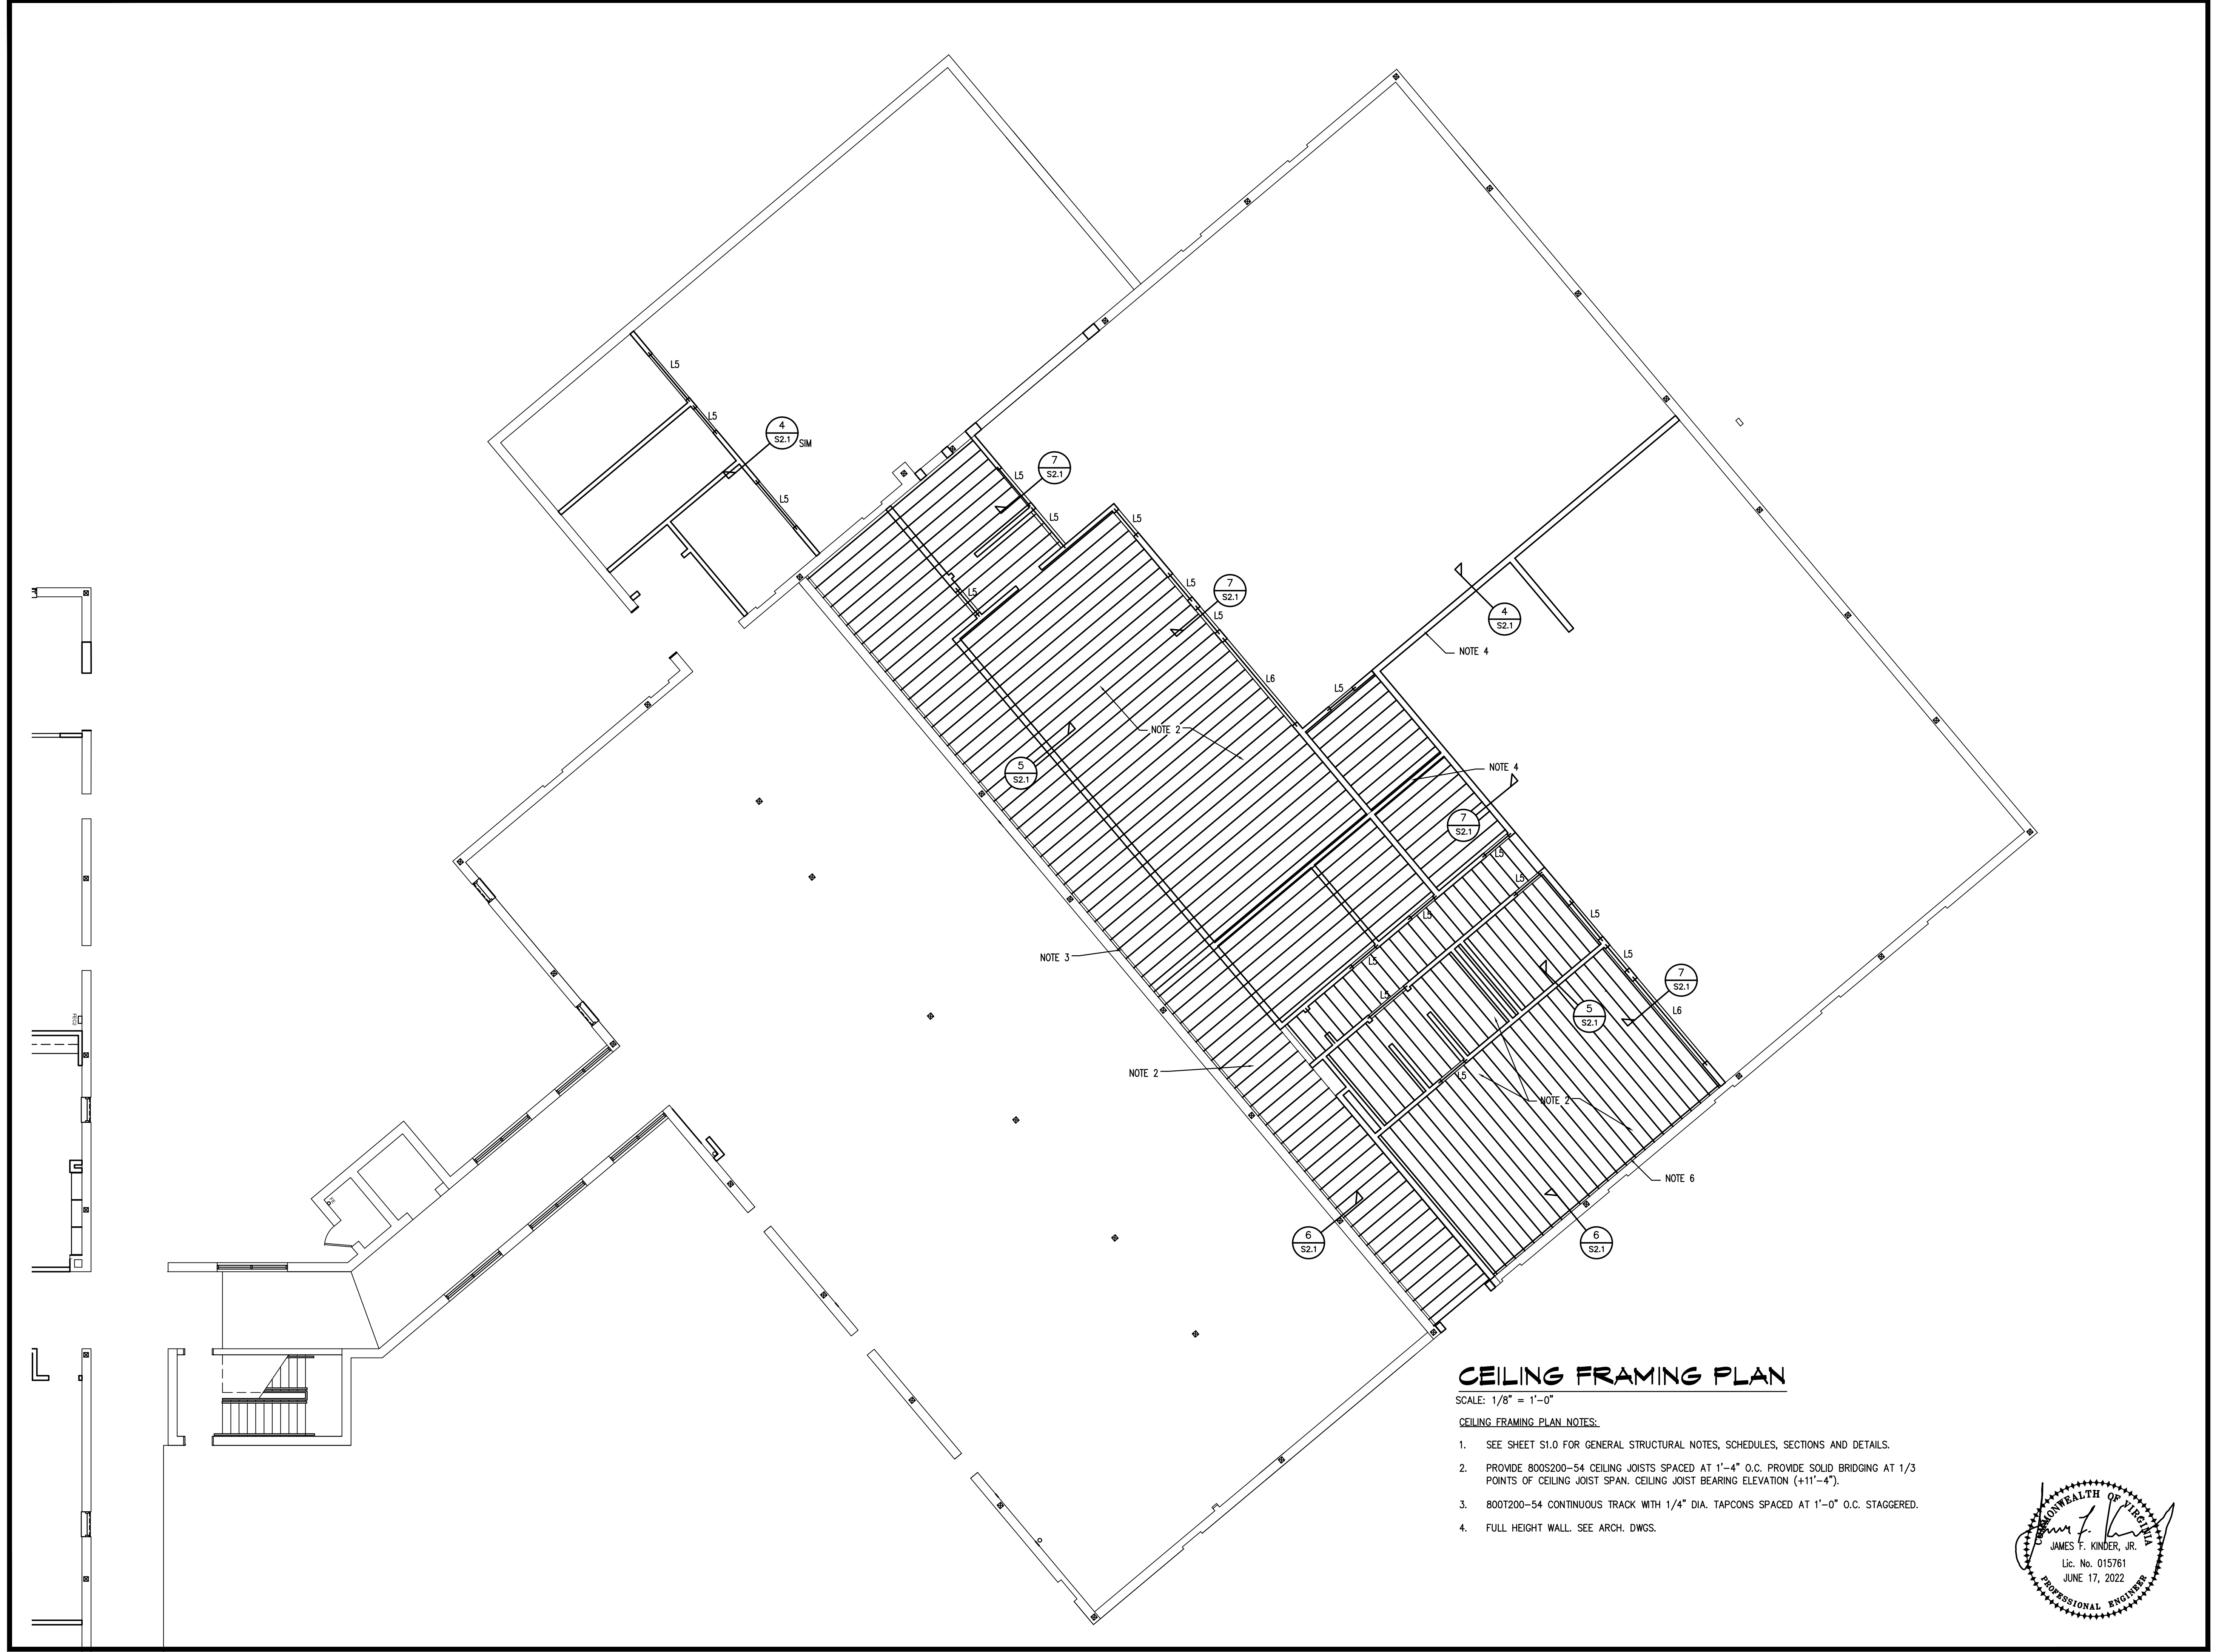 L5
L5
4
S2.1
SIM
L5
7
S2.1
L5
L5
L5
L5
7
S2.1
L5
L5
4
S2.1
NOTE 4
L6
L5
NOTE 2
5
S2.1
NOTE 4
7
S2.1
L5
L5
L5
L5
NOTE 3
L5
L5
L5
7
S2.1
L6
5
S2.1
NOTE 2
L5
NOTE 2
NOTE 6
6
S2.1
6
S2.1
CEILING FRAMING PLAN
SCALE: 1/8" = 1'-0"
CEILING FRAMING PLAN NOTES:
1. SEE SHEET S1.0 FOR GENERAL STRUCTURAL NOTES, SCHEDULES, SECTIONS AND DETAILS.
2. PROVIDE 800S200-54 CEILING JOISTS SPACED AT 1'-4" O.C. PROVIDE SOLID BRIDGING AT 1/3
POINTS OF CEILING JOIST SPAN. CEILING JOIST BEARING ELEVATION (+11'-4").
3. 800T200-54 CONTINUOUS TRACK WITH 1/4" DIA. TAPCONS SPACED AT 1'-0" O.C. STAGGERED.
4. FULL HEIGHT WALL. SEE ARCH. DWGS.
COMMONWEALTH OF VIRGINIA
JAMES F. KINDER, JR.
Lic. No. 015761
JUNE 17, 2022
PROFESSIONAL ENGINEER